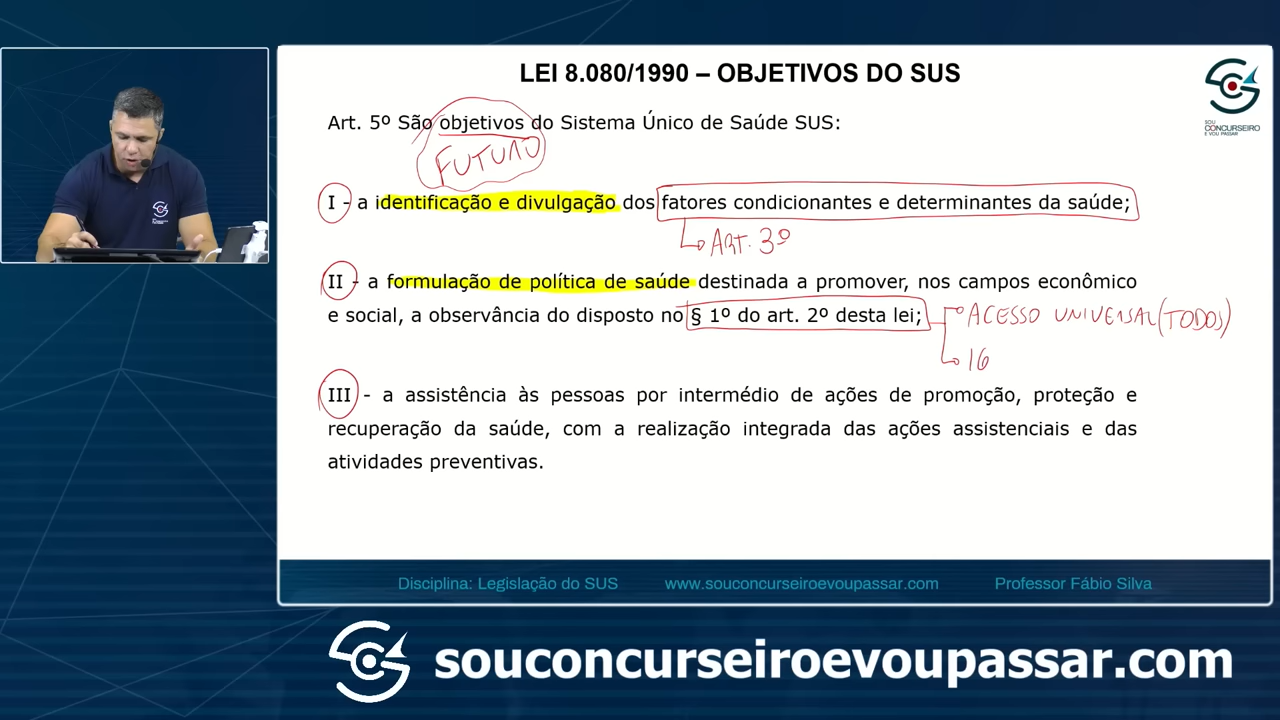 LEI 8.080/1990 – OBJETIVOS DO SUS
SOU
CONCURSEIRO
E VOU PASSAR
Art. 5º São objetivos do Sistema Único de Saúde SUS:
FUTURO
I - a identificação e divulgação dos fatores condicionantes e determinantes da saúde;
ART. 3º
II - a formulação de política de saúde destinada a promover, nos campos econômico
e social, a observância do disposto no § 1º do art. 2º desta lei;
ACESSO UNIVERSAL (TODOS)
16
III - a assistência às pessoas por intermédio de ações de promoção, proteção e
recuperação da saúde, com a realização integrada das ações assistenciais e das
atividades preventivas.
Disciplina: Legislação do SUS www.souconcurseiroevoupassar.com Professor Fábio Silva
souconcurseiroevoupassar.com